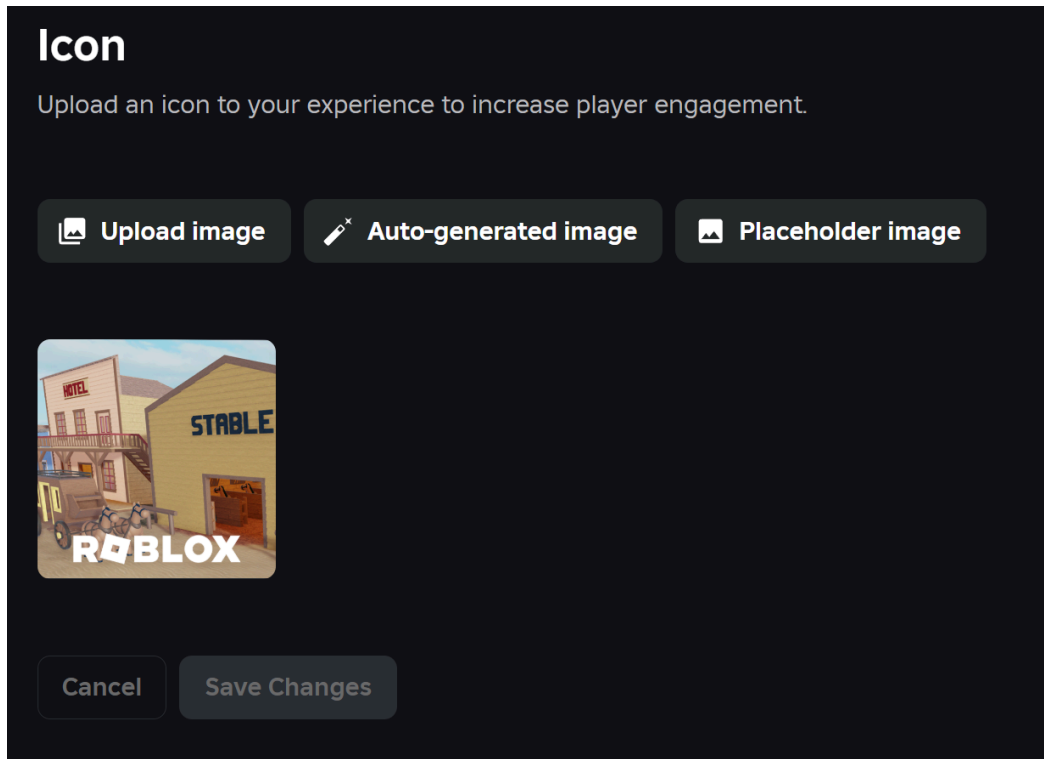 Icon
Upload an icon to your experience to increase player engagement.
Upload image
Auto-generated image
Placeholder image
HOTEL
STABLE
ROBLOX
Cancel
Save Changes